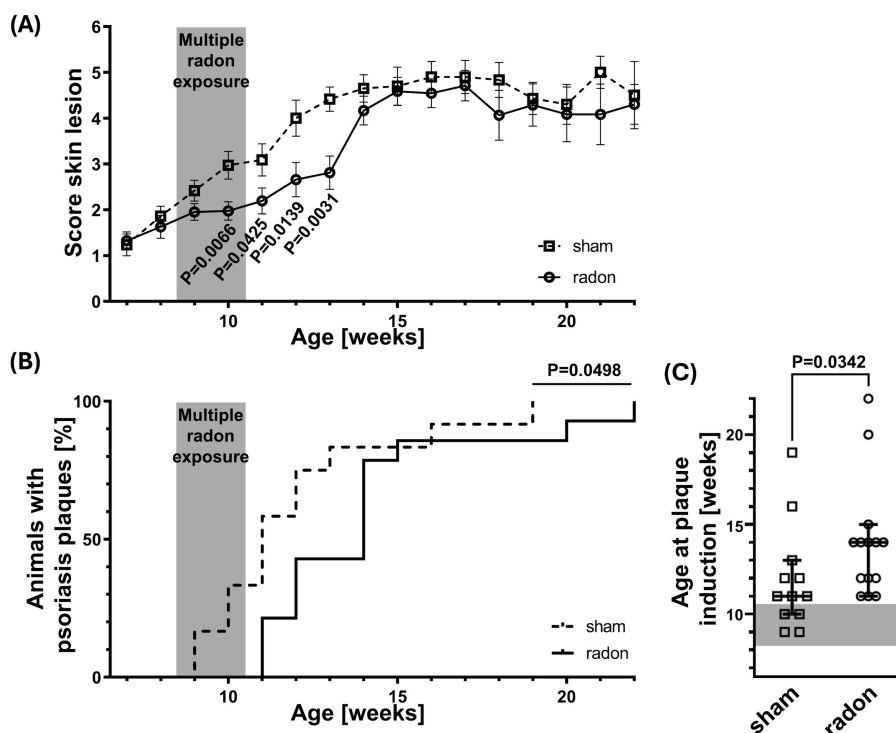 (A)
6
5
4
3
2
1
0
Score skin lesion
Multiple
radon
exposure
P=0.0066
P=0.0425
P=0.0139
P=0.0031
sham
radon
10
15
20
Age [weeks]
(B)
100
50
0
Animals with
psoriasis plaques [%]
Multiple
radon
exposure
P=0.0498
sham
radon
10
15
20
Age [weeks]
(C)
P=0.0342
20
15
10
Age at plaque
induction [weeks]
sham
radon